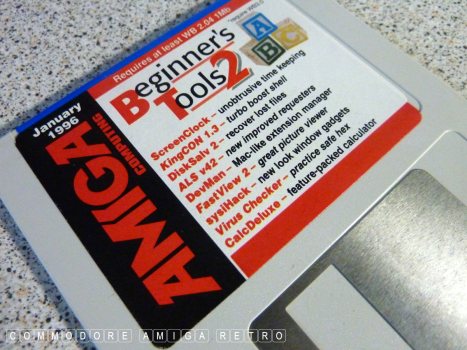 January
1996
AMIGA
COMPUTING
Requires at least WB 2.04 1Mb
Beginner's
Tools 2
A
B
C
ScreenClock – unobtrusive time keeping
KingCON 1.3 – turbo boost shell
DiskSalv 2 – recover lost files
ALS v42 – new improved requesters
DevMan – Maclike extension manager
FastView 2 – great picture viewer
sysiHack – new look window gadgets
Virus Checker – practice safe hex
CalcDeluxe – feature-packed calculator
COMMODORE AMIGA RETRO